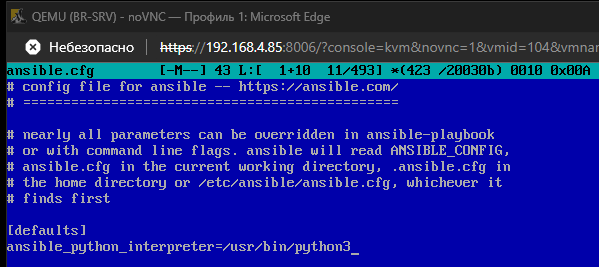 QEMU (BR-SRV) - noVNC — Профиль 1: Microsoft Edge
Небезопасно https://192.168.4.85:8006/?console=kvm&novnc=1&vmid=104&vmnam
ansible.cfg [-M--] 43 L:[ 1+10 11/493] *(423 /20030b) 0010 0x00A
# config file for ansible -- https://ansible.com/
# ===============================================
# nearly all parameters can be overridden in ansible-playbook
# or with command line flags. ansible will read ANSIBLE_CONFIG,
# ansible.cfg in the current working directory, .ansible.cfg in
# the home directory or /etc/ansible/ansible.cfg, whichever it
# finds first
[defaults]
ansible_python_interpreter=/usr/bin/python3_